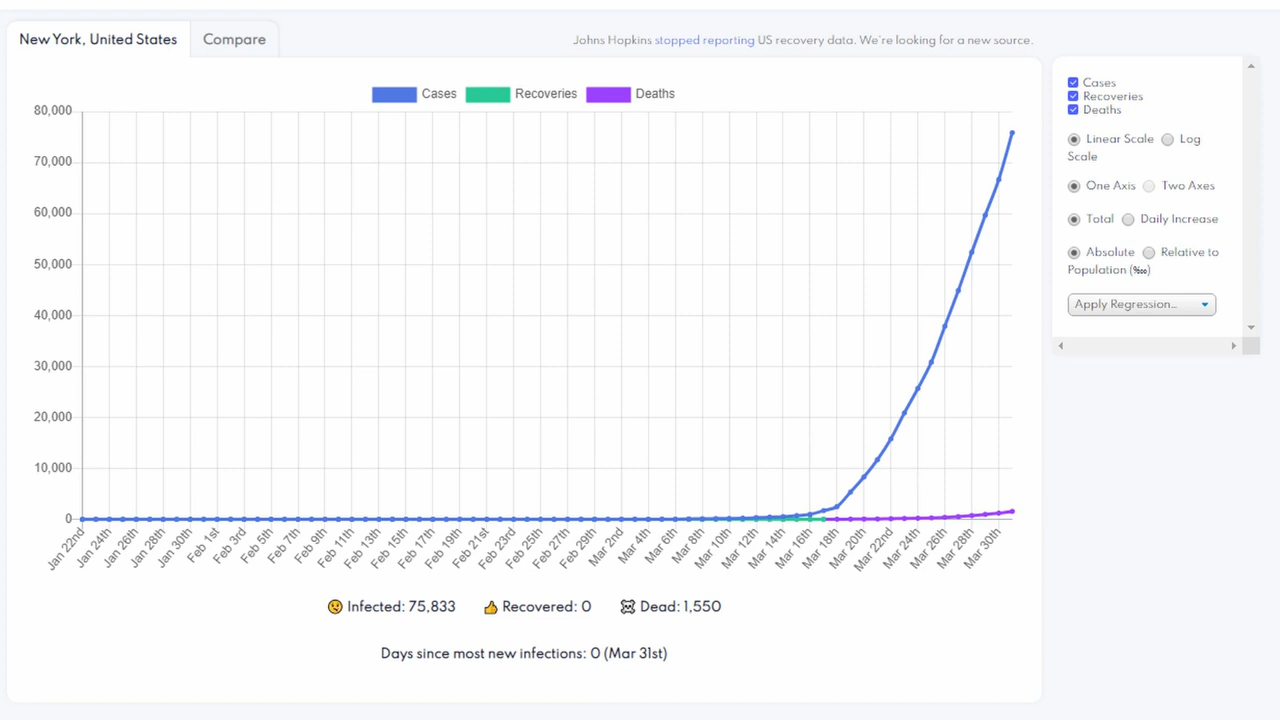 New York, United States
Compare
Johns Hopkins stopped reporting US recovery data. We're looking for a new source.
Cases Recoveries Deaths
80,000
70,000
60,000
50,000
40,000
30,000
20,000
10,000
0
Jan 22nd Jan 24th Jan 26th Jan 28th Jan 30th Feb 1st Feb 3rd Feb 5th Feb 7th Feb 9th Feb 11th Feb 13th Feb 15th Feb 17th Feb 19th Feb 21st Feb 23rd Feb 25th Feb 27th Feb 29th Mar 2nd Mar 4th Mar 6th Mar 8th Mar 10th Mar 12th Mar 14th Mar 16th Mar 18th Mar 20th Mar 22nd Mar 24th Mar 26th Mar 28th Mar 30th
Infected: 75,833 Recovered: 0 Dead: 1,550
Days since most new infections: 0 (Mar 31st)
Cases
Recoveries
Deaths
Linear Scale Log
Scale
One Axis Two Axes
Total Daily Increase
Absolute Relative to
Population (‱)
Apply Regression...